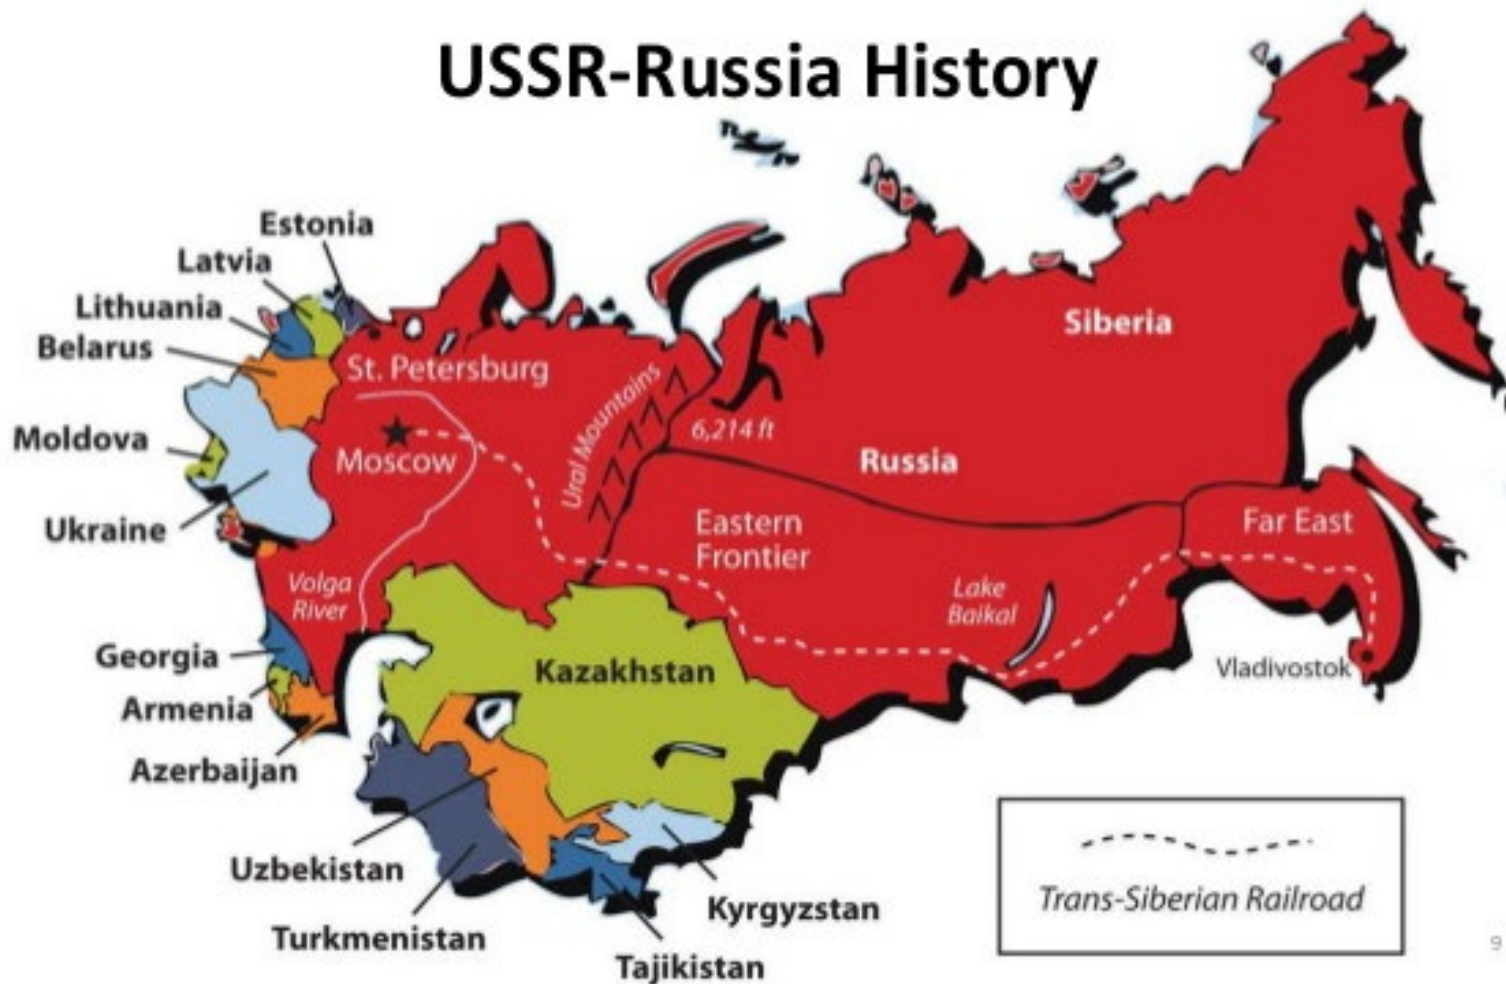 USSR-Russia History
Estonia
Latvia
Lithuania
Belarus
Moldova
Ukraine
Georgia
Armenia
Azerbaijan
Uzbekistan
Turkmenistan
Tajikistan
Kyrgyzstan
Kazakhstan
St. Petersburg
Moscow
Volga
River
Ural Mountains
6,214 ft
Russia
Siberia
Eastern
Frontier
Lake
Baikal
Far East
Vladivostok
Trans-Siberian Railroad
9